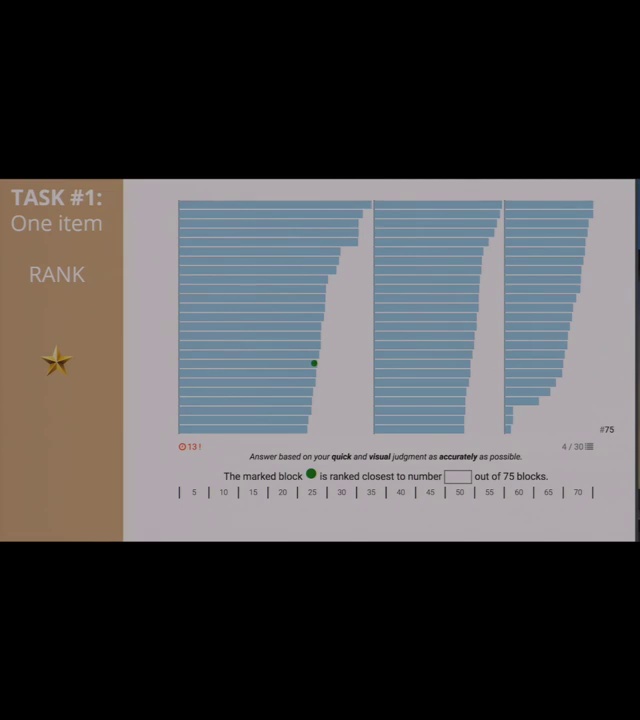 TASK #1:
One item
RANK
#75
13 !
4 / 30
Answer based on your quick and visual judgment as accurately as possible.
The marked block is ranked closest to number out of 75 blocks.
5 10 15 20 25 30 35 40 45 50 55 60 65 70